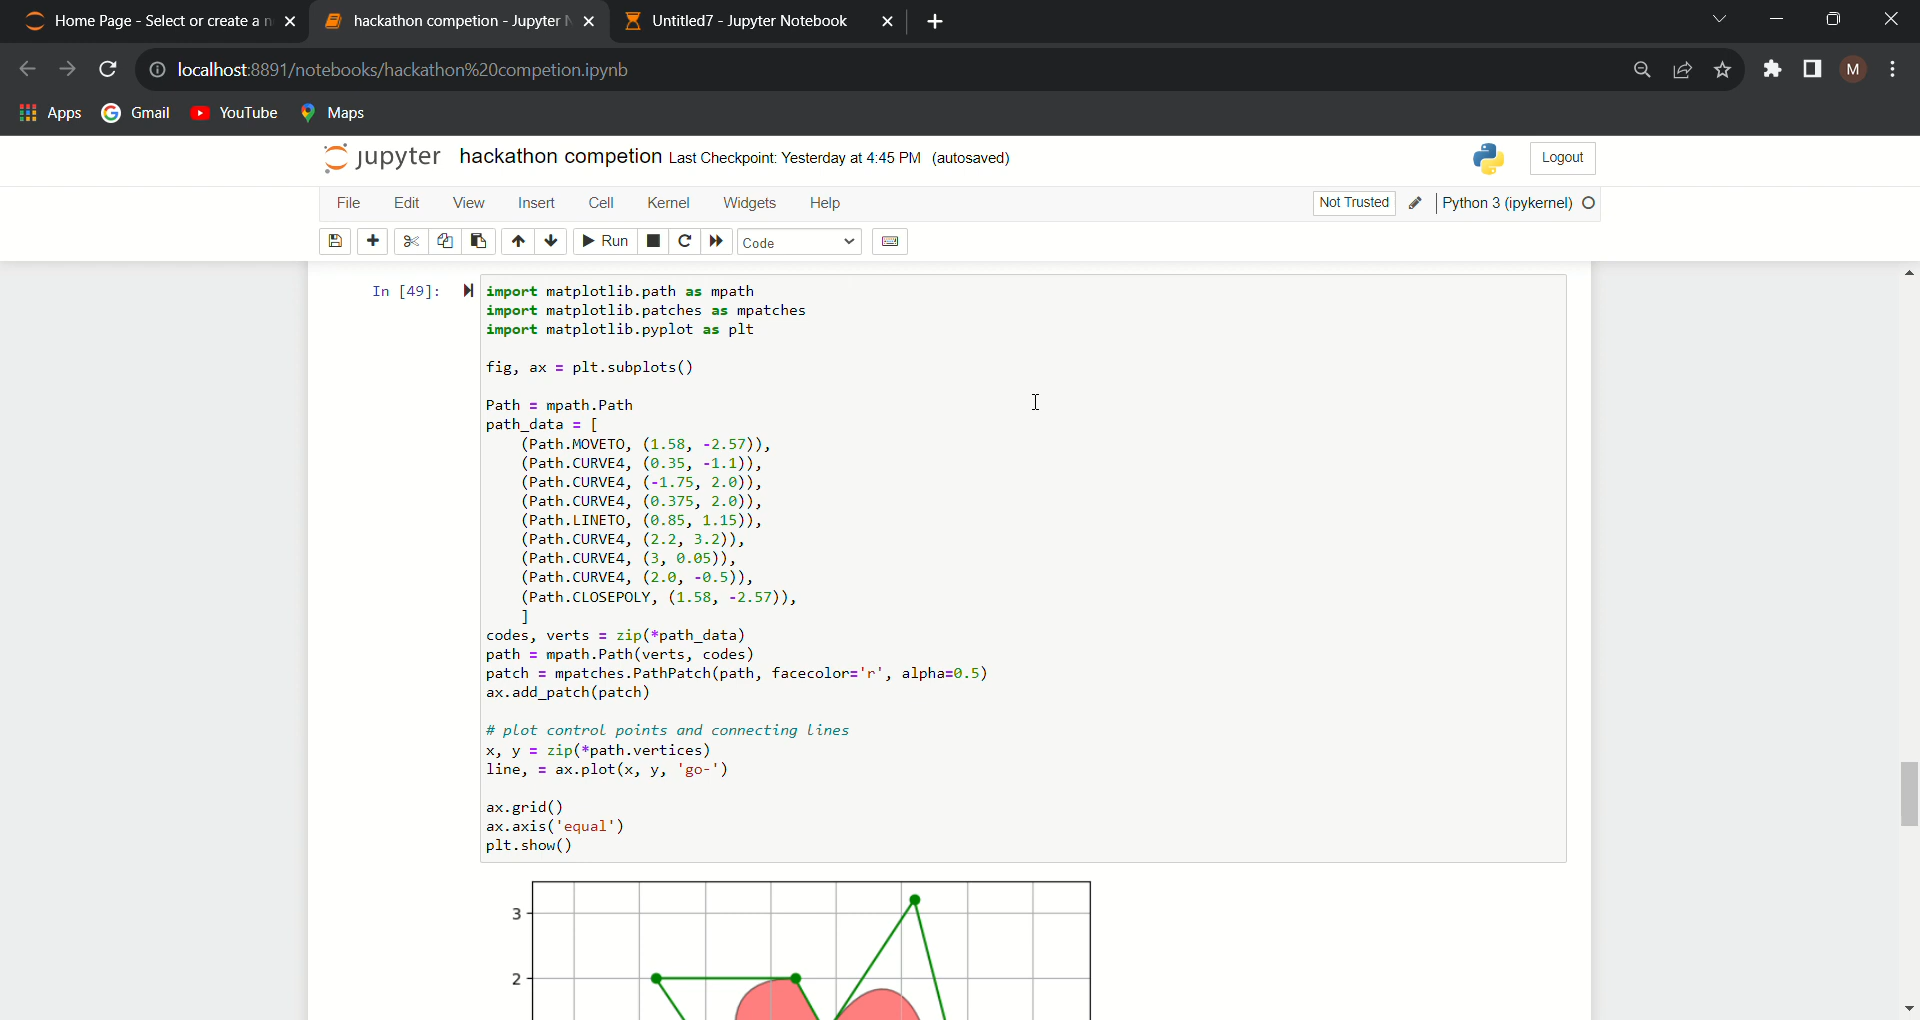 Home Page - Select or create a n
hackathon competion - Jupyter N
Untitled7 - Jupyter Notebook
localhost:8891/notebooks/hackathon%20competion.ipynb
M
Apps Gmail YouTube Maps
jupyter hackathon competion Last Checkpoint: Yesterday at 4:45 PM (autosaved)
Logout
File Edit View Insert Cell Kernel Widgets Help
Not Trusted Python 3 (ipykernel)
Run Code
In [49]:
import matplotlib.path as mpath
import matplotlib.patches as mpatches
import matplotlib.pyplot as plt
fig, ax = plt.subplots()
Path = mpath.Path
path_data = [
(Path.MOVETO, (1.58, -2.57)),
(Path.CURVE4, (0.35, -1.1)),
(Path.CURVE4, (-1.75, 2.0)),
(Path.CURVE4, (0.375, 2.0)),
(Path.LINETO, (0.85, 1.15)),
(Path.CURVE4, (2.2, 3.2)),
(Path.CURVE4, (3, 0.05)),
(Path.CURVE4, (2.0, -0.5)),
(Path.CLOSEPOLY, (1.58, -2.57)),
]
codes, verts = zip(*path_data)
path = mpath.Path(verts, codes)
patch = mpatches.PathPatch(path, facecolor='r', alpha=0.5)
ax.add_patch(patch)
# plot control points and connecting lines
x, y = zip(*path.vertices)
line, = ax.plot(x, y, 'go-')
ax.grid()
ax.axis('equal')
plt.show()
3
2